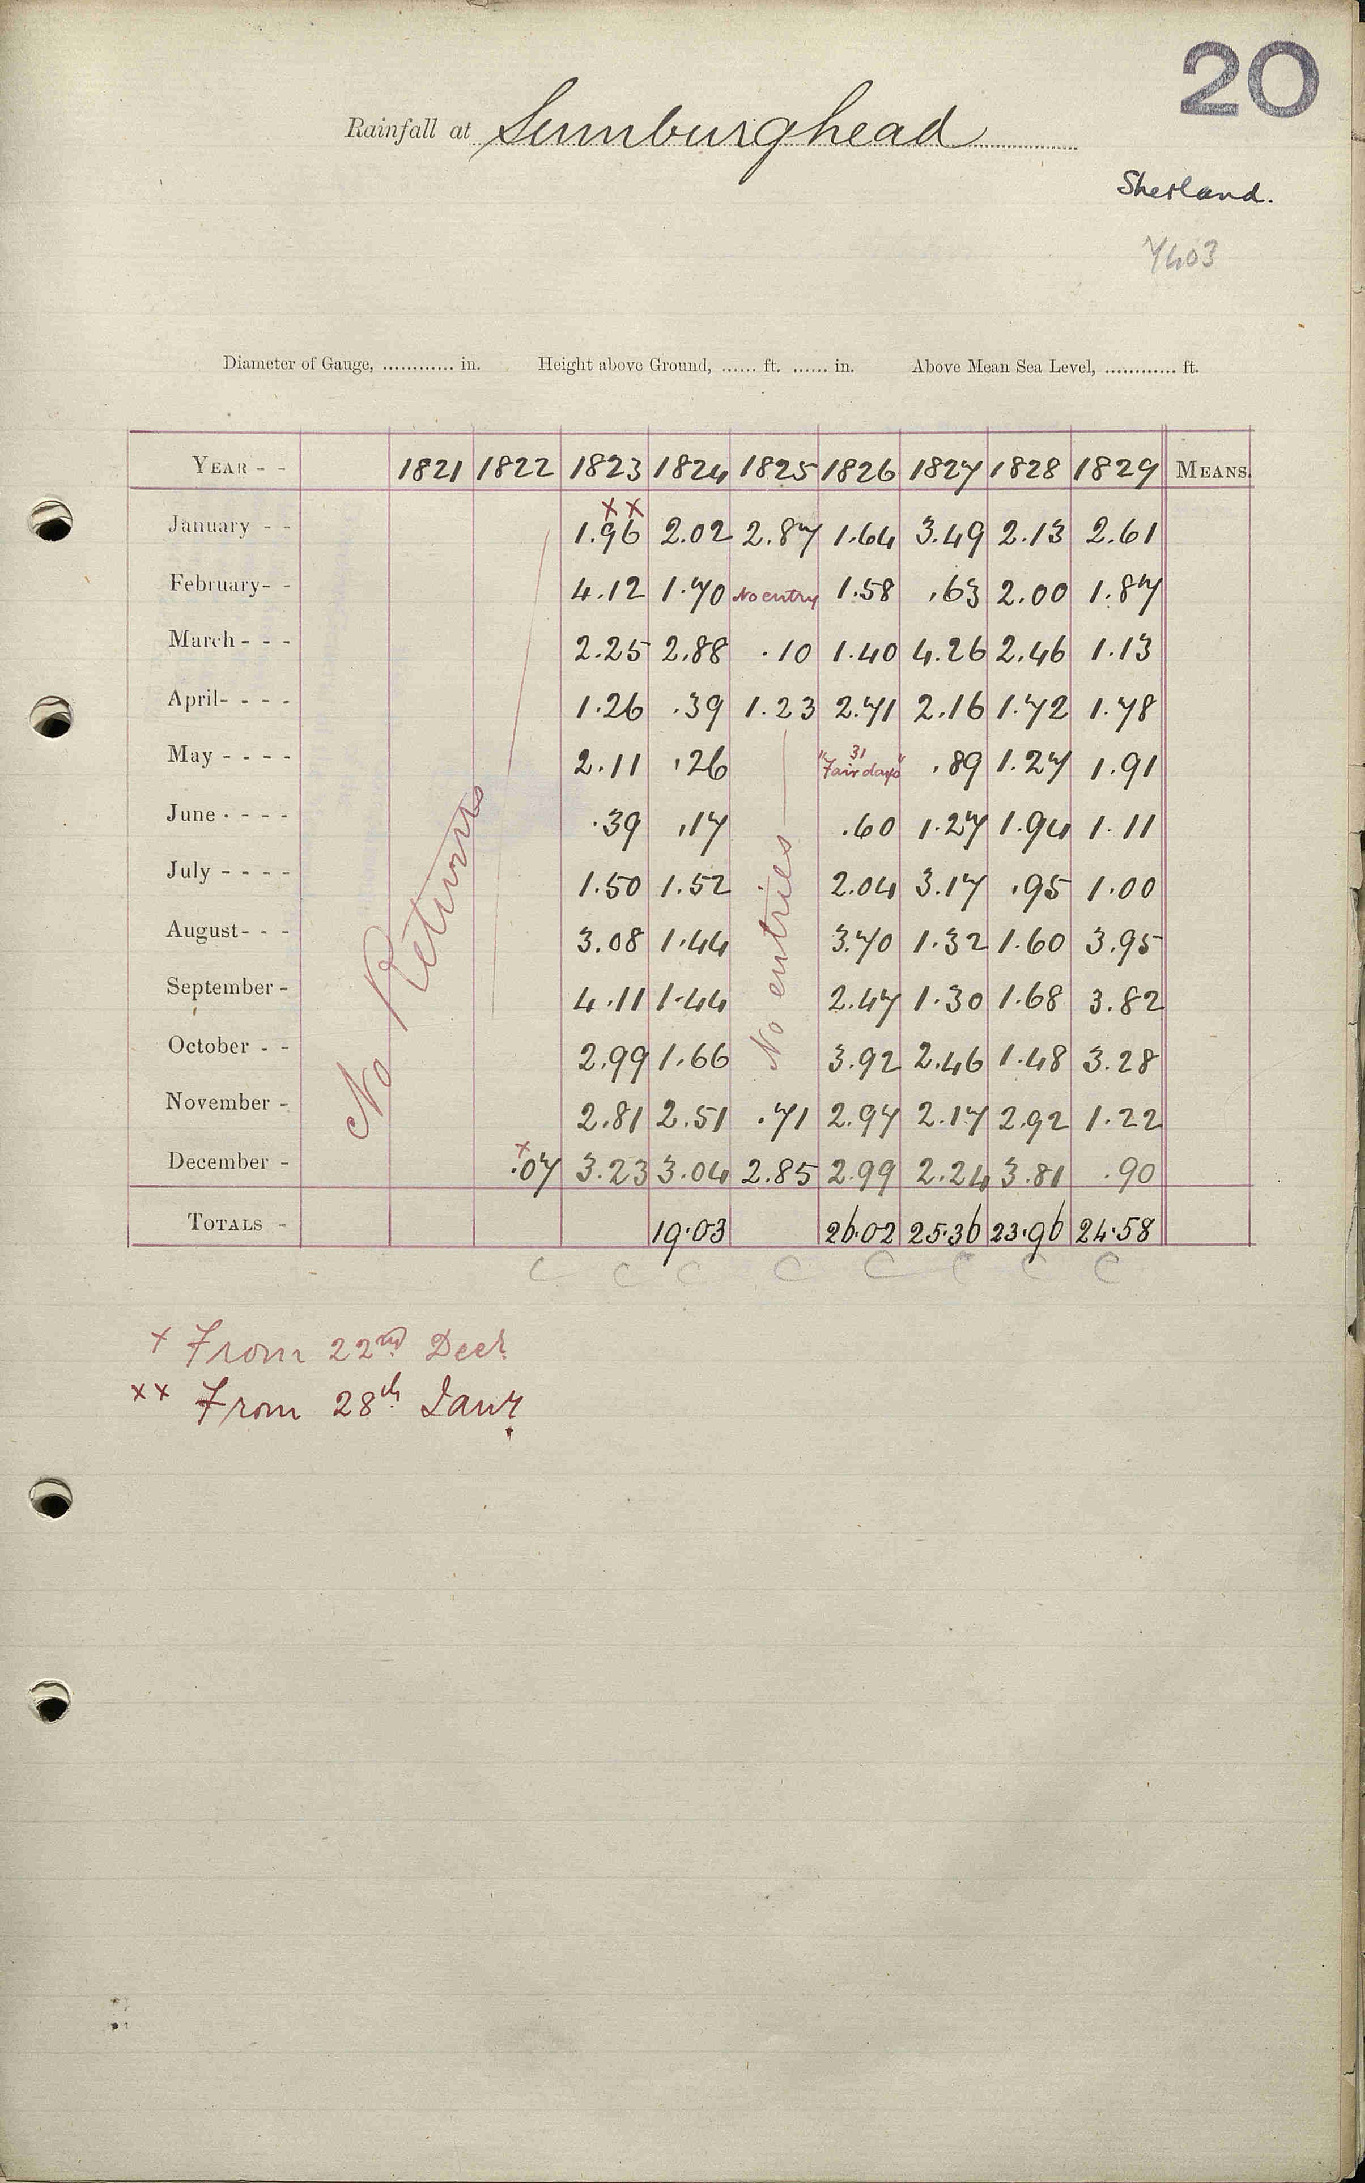 20
Rainfall at Sumburghead
Shetland.
7403
Diameter of Gauge, ............ in. Height above Ground, ...... ft. ...... in. Above Mean Sea Level, ............ ft.
YEAR - - 1821 1822 1823 1824 1825 1826 1827 1828 1829 MEANS.
x x
January - - 1.96 2.02 2.87 1.64 3.49 2.13 2.61
February- - 4.12 1.70 No entry 1.58 .63 2.00 1.87
March - - - 2.25 2.88 .10 1.40 4.26 2.46 1.13
April- - - - 1.26 .39 1.23 2.71 2.16 1.72 1.78
May - - - - 2.11 .26 "31 Fair days" .89 1.27 1.91
June - - - - .39 .17 .60 1.27 1.94 1.11
July - - - - 1.50 1.52 2.04 3.17 .95 1.00
August- - - 3.08 1.44 3.70 1.32 1.60 3.95
September - 4.11 1.44 2.47 1.30 1.68 3.82
October - - 2.99 1.66 3.92 2.46 1.48 3.28
November - 2.81 2.51 .71 2.97 2.17 2.92 1.22
December - x .07 3.23 3.04 2.85 2.99 2.24 3.81 .90
TOTALS - 19.03 26.02 25.36 23.96 24.58
No Returns
No entries
C C C C C C C C
x From 22nd Decr
xx From 28th Jany